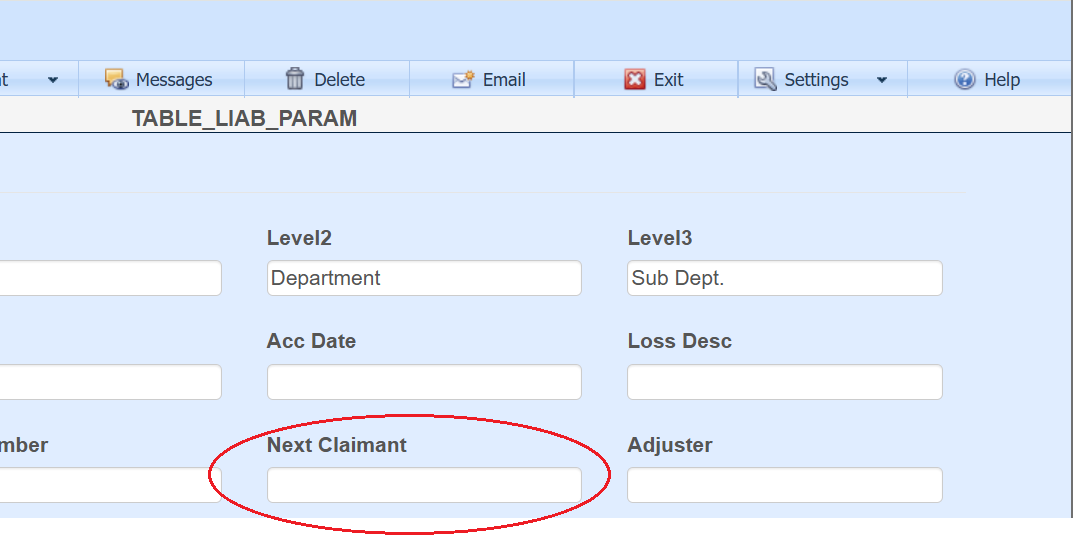 t Messages Delete Email Exit Settings Help
TABLE_LIAB_PARAM
Level2 Level3
Department Sub Dept.
Acc Date Loss Desc
mber Next Claimant Adjuster